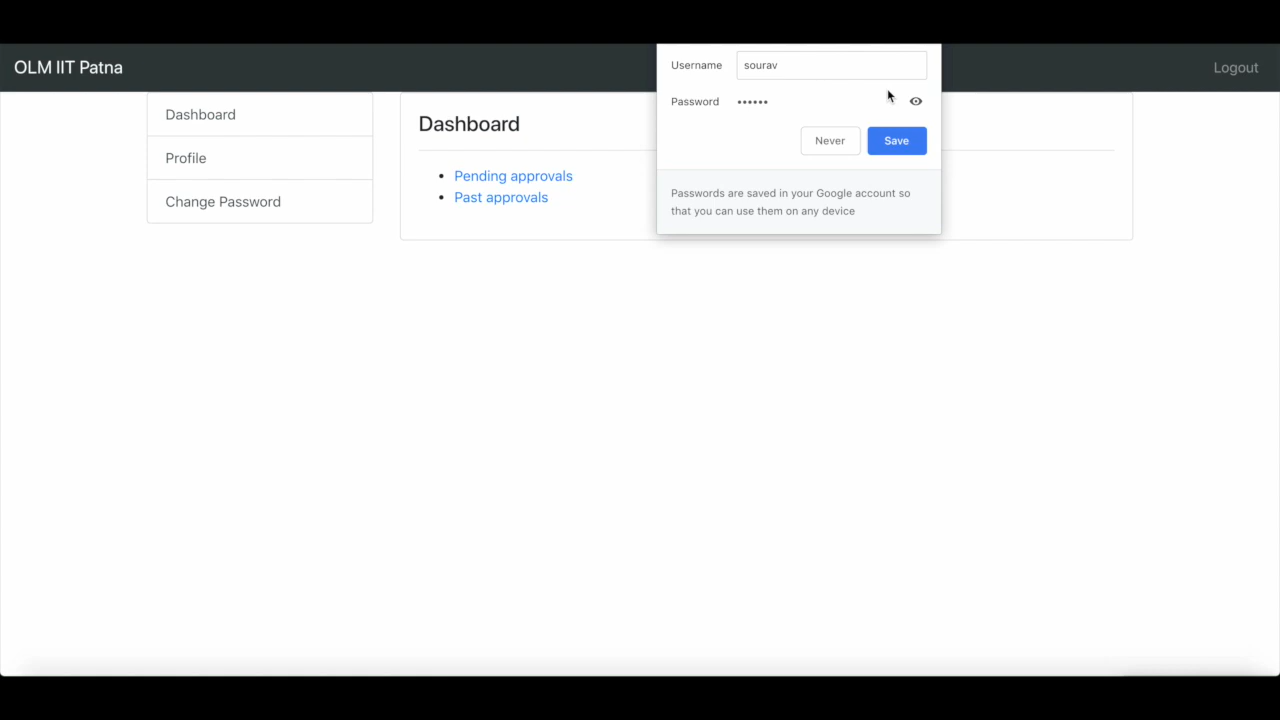 OLM IIT Patna
Logout
Dashboard
Profile
Change Password
Dashboard
Pending approvals
Past approvals
Username sourav
Password ••••••
Never Save
Passwords are saved in your Google account so
that you can use them on any device